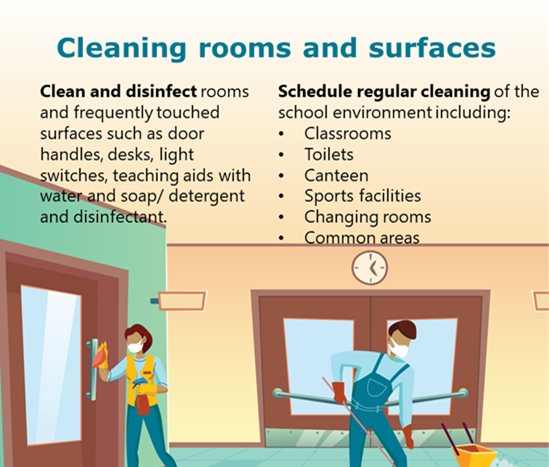 Cleaning rooms and surfaces
Clean and disinfect rooms
and frequently touched
surfaces such as door
handles, desks, light
switches, teaching aids with
water and soap/ detergent
and disinfectant.
Schedule regular cleaning of the
school environment including:
• Classrooms
• Toilets
• Canteen
• Sports facilities
• Changing rooms
• Common areas